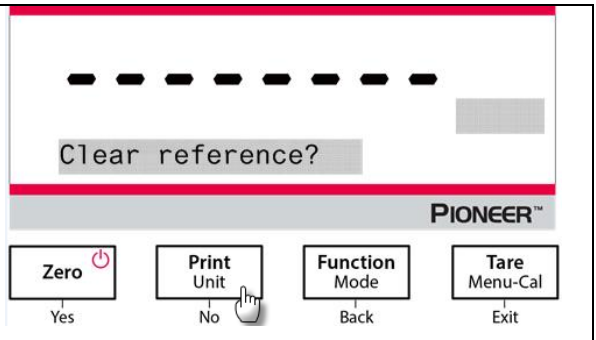 Clear reference?
PIONEER™
Zero
Print
Unit
Function
Mode
Tare
Menu-Cal
Yes
No
Back
Exit